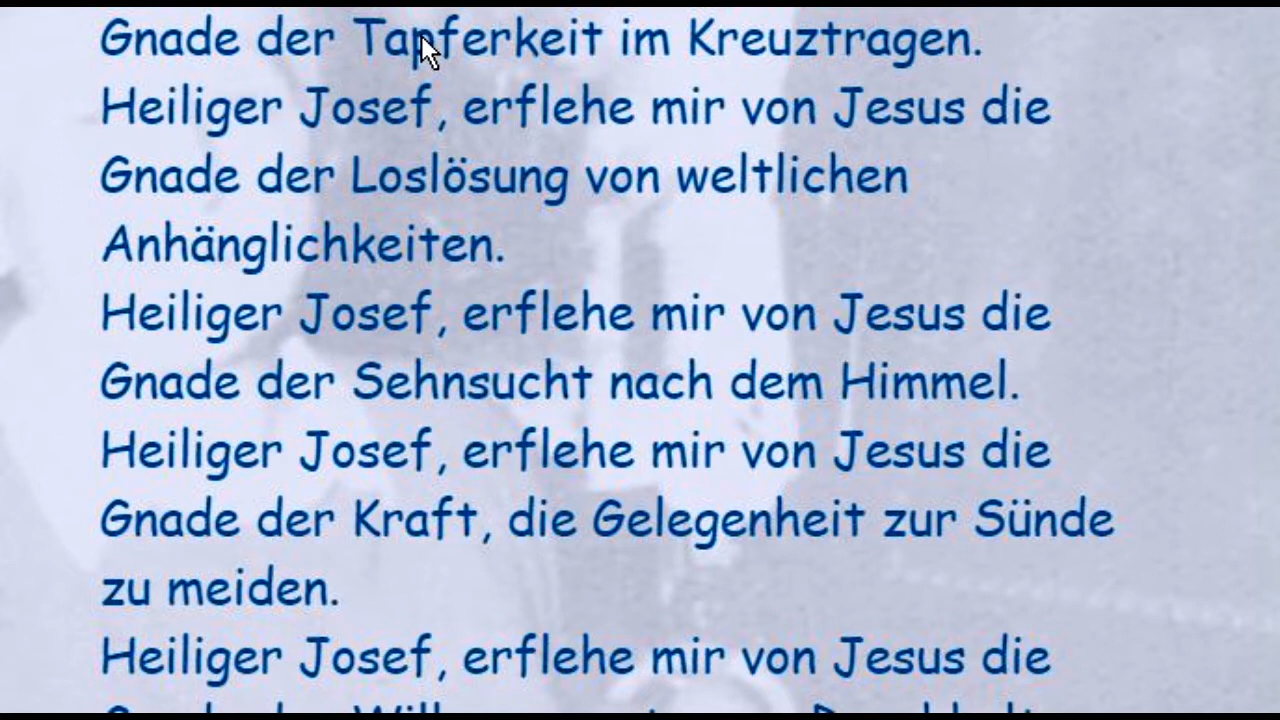 Gnade der Tapferkeit im Kreuztragen.
Heiliger Josef, erflehe mir von Jesus die
Gnade der Loslösung von weltlichen
Anhänglichkeiten.
Heiliger Josef, erflehe mir von Jesus die
Gnade der Sehnsucht nach dem Himmel.
Heiliger Josef, erflehe mir von Jesus die
Gnade der Kraft, die Gelegenheit zur Sünde
zu meiden.
Heiliger Josef, erflehe mir von Jesus die